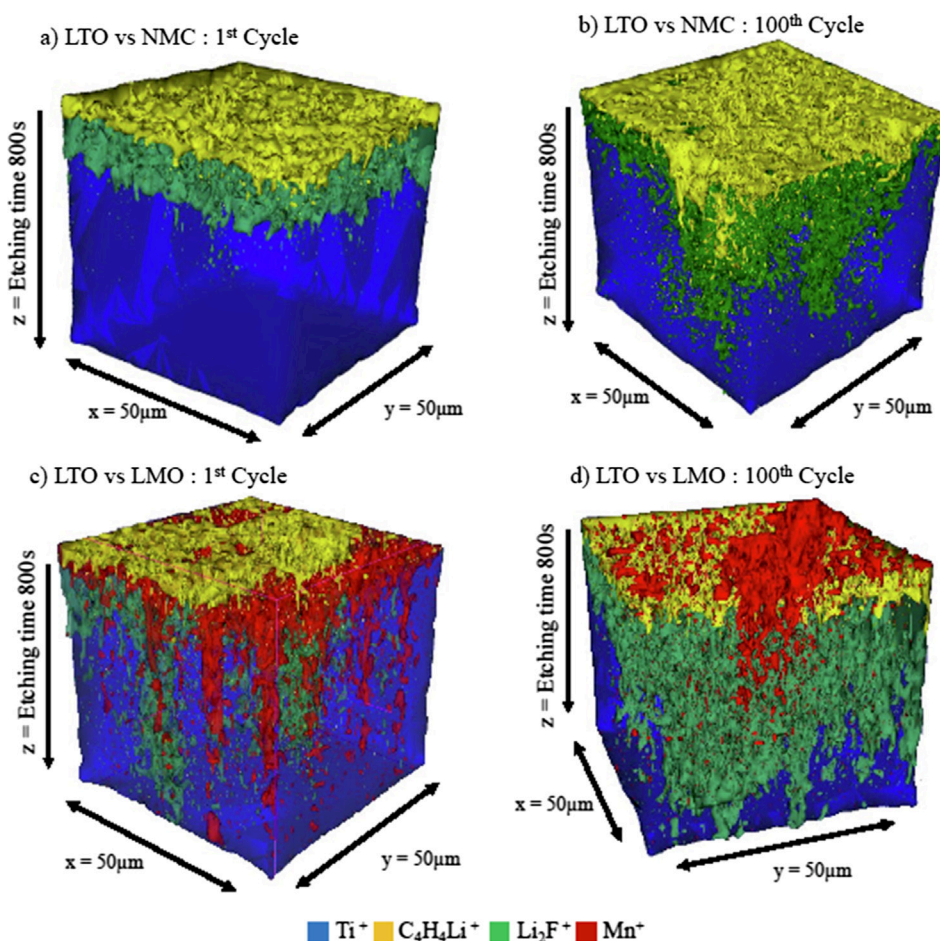 a) LTO vs NMC : 1st Cycle
b) LTO vs NMC : 100th Cycle
z = Etching time 800s
z = Etching time 800s
x = 50μm
y = 50μm
x = 50μm
y = 50μm
c) LTO vs LMO : 1st Cycle
d) LTO vs LMO : 100th Cycle
z = Etching time 800s
z = Etching time 800s
x = 50μm
y = 50μm
x = 50μm
y = 50μm
Ti+ C4H4Li+ Li2F+ Mn+